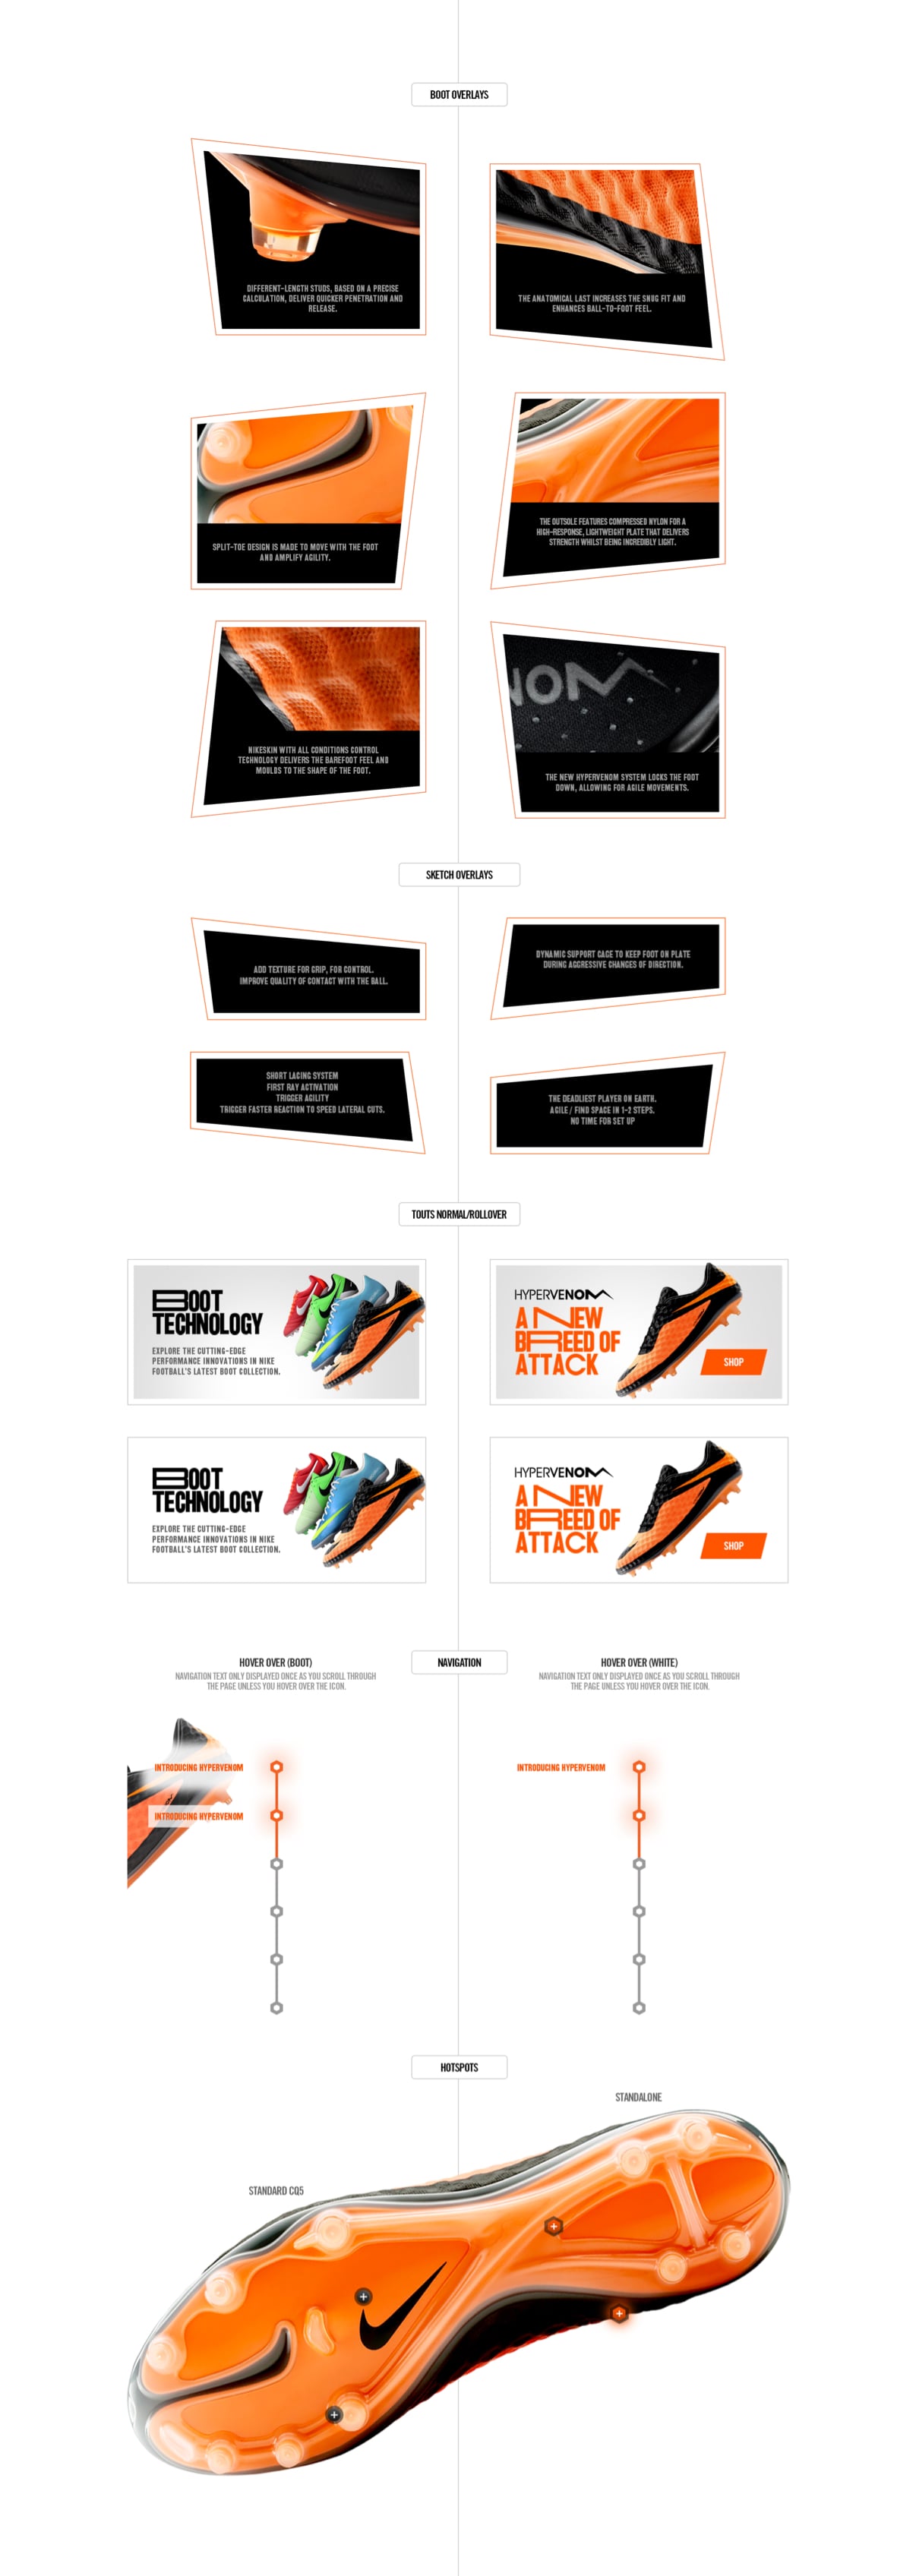 BOOT OVERLAYS
DIFFERENT-LENGTH STUDS, BASED ON A PRECISE
CALCULATION, DELIVER QUICKER PENETRATION AND
RELEASE.
THE ANATOMICAL LAST INCREASES THE SNUG FIT AND
ENHANCES BALL-TO-FOOT FEEL.
SPLIT-TOE DESIGN IS MADE TO MOVE WITH THE FOOT
AND AMPLIFY AGILITY.
THE OUTSOLE FEATURES COMPRESSED NYLON FOR A
HIGH-RESPONSE, LIGHTWEIGHT PLATE THAT DELIVERS
STRENGTH WHILST BEING INCREDIBLY LIGHT.
NIKESKIN WITH ALL CONDITIONS CONTROL
TECHNOLOGY DELIVERS THE BAREFOOT FEEL AND
MOULDS TO THE SHAPE OF THE FOOT.
NOM
THE NEW HYPERVENOM SYSTEM LOCKS THE FOOT
DOWN, ALLOWING FOR AGILE MOVEMENTS.
SKETCH OVERLAYS
ADD TEXTURE FOR GRIP, FOR CONTROL.
IMPROVE QUALITY OF CONTACT WITH THE BALL.
DYNAMIC SUPPORT CAGE TO KEEP FOOT ON PLATE
DURING AGGRESSIVE CHANGES OF DIRECTION.
SHORT LACING SYSTEM
FIRST RAY ACTIVATION
TRIGGER AGILITY
TRIGGER FASTER REACTION TO SPEED LATERAL CUTS.
THE DEADLIEST PLAYER ON EARTH.
AGILE / FIND SPACE IN 1-2 STEPS.
NO TIME FOR SET UP
TOUTS NORMAL/ROLLOVER
BOOT
TECHNOLOGY
EXPLORE THE CUTTING-EDGE
PERFORMANCE INNOVATIONS IN NIKE
FOOTBALL'S LATEST BOOT COLLECTION.
HYPERVENOM
A NEW
BREED OF
ATTACK
SHOP
BOOT
TECHNOLOGY
EXPLORE THE CUTTING-EDGE
PERFORMANCE INNOVATIONS IN NIKE
FOOTBALL'S LATEST BOOT COLLECTION.
HYPERVENOM
A NEW
BREED OF
ATTACK
SHOP
NAVIGATION
HOVER OVER (BOOT)
NAVIGATION TEXT ONLY DISPLAYED ONCE AS YOU SCROLL THROUGH
THE PAGE UNLESS YOU HOVER OVER THE ICON.
HOVER OVER (WHITE)
NAVIGATION TEXT ONLY DISPLAYED ONCE AS YOU SCROLL THROUGH
THE PAGE UNLESS YOU HOVER OVER THE ICON.
INTRODUCING HYPERVENOM
INTRODUCING HYPERVENOM
INTRODUCING HYPERVENOM
HOTSPOTS
STANDALONE
STANDARD CQ5